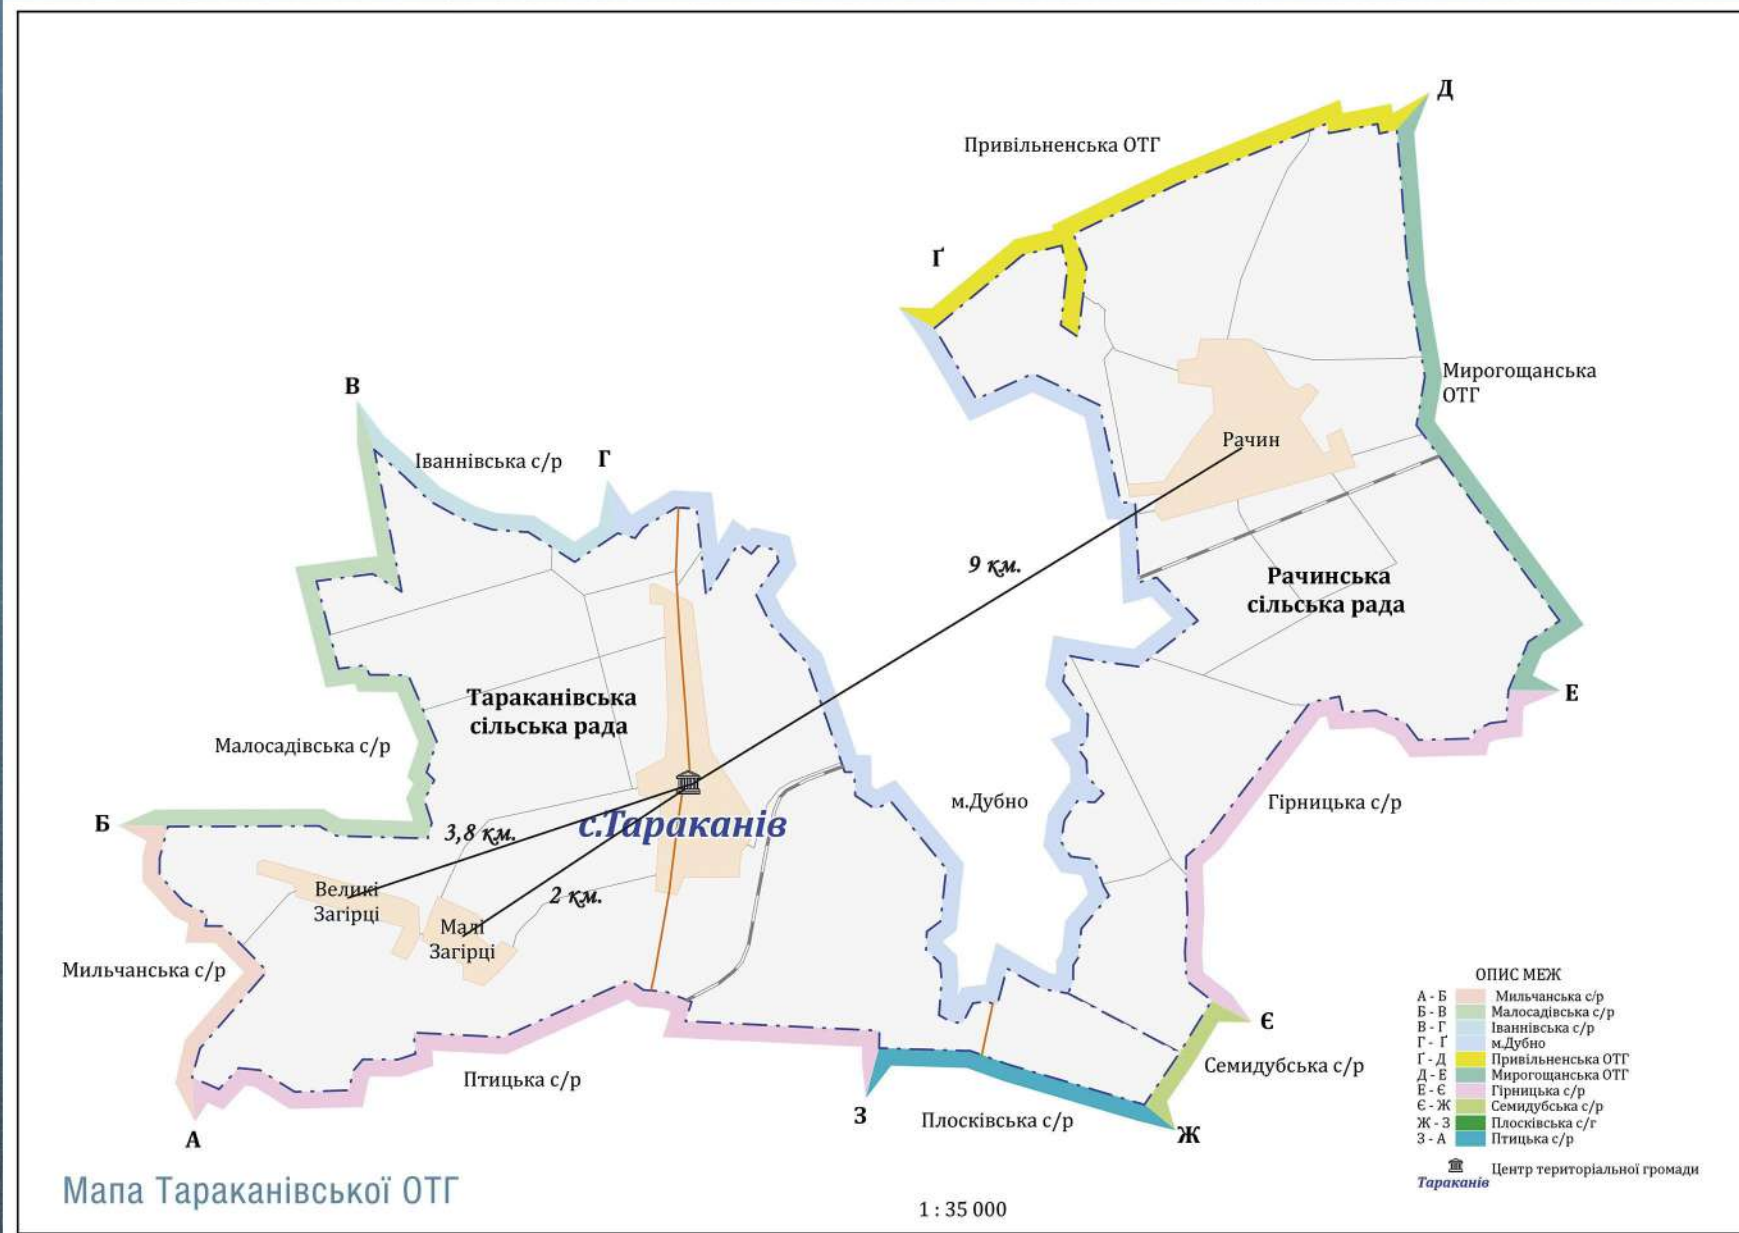 Д
Привільненська ОТГ
Ґ
Мирогощанська
ОТГ
В
Іваннівська с/р
Г
Рачин
9 км.
Рачинська
сільська рада
Тараканівська
сільська рада
Е
Малосадівська с/р
м.Дубно
Гірницька с/р
Б
3,8 км.
с.Тараканів
Великі
Загірці
2 км.
Малі
Загірці
Мильчанська с/р
Є
Семидубська с/р
Птицька с/р
З
Плосківська с/р
Ж
А
ОПИС МЕЖ
А - Б Мильчанська с/р
Б - В Малосадівська с/р
В - Г Іваннівська с/р
Г - Ґ м.Дубно
Ґ - Д Привільненська ОТГ
Д - Е Мирогощанська ОТГ
Е - Є Гірницька с/р
Є - Ж Семидубська с/р
Ж - З Плосківська с/г
З - А Птицька с/р
Центр територіальної громади
Тараканів
Мапа Тараканівської ОТГ
1 : 35 000